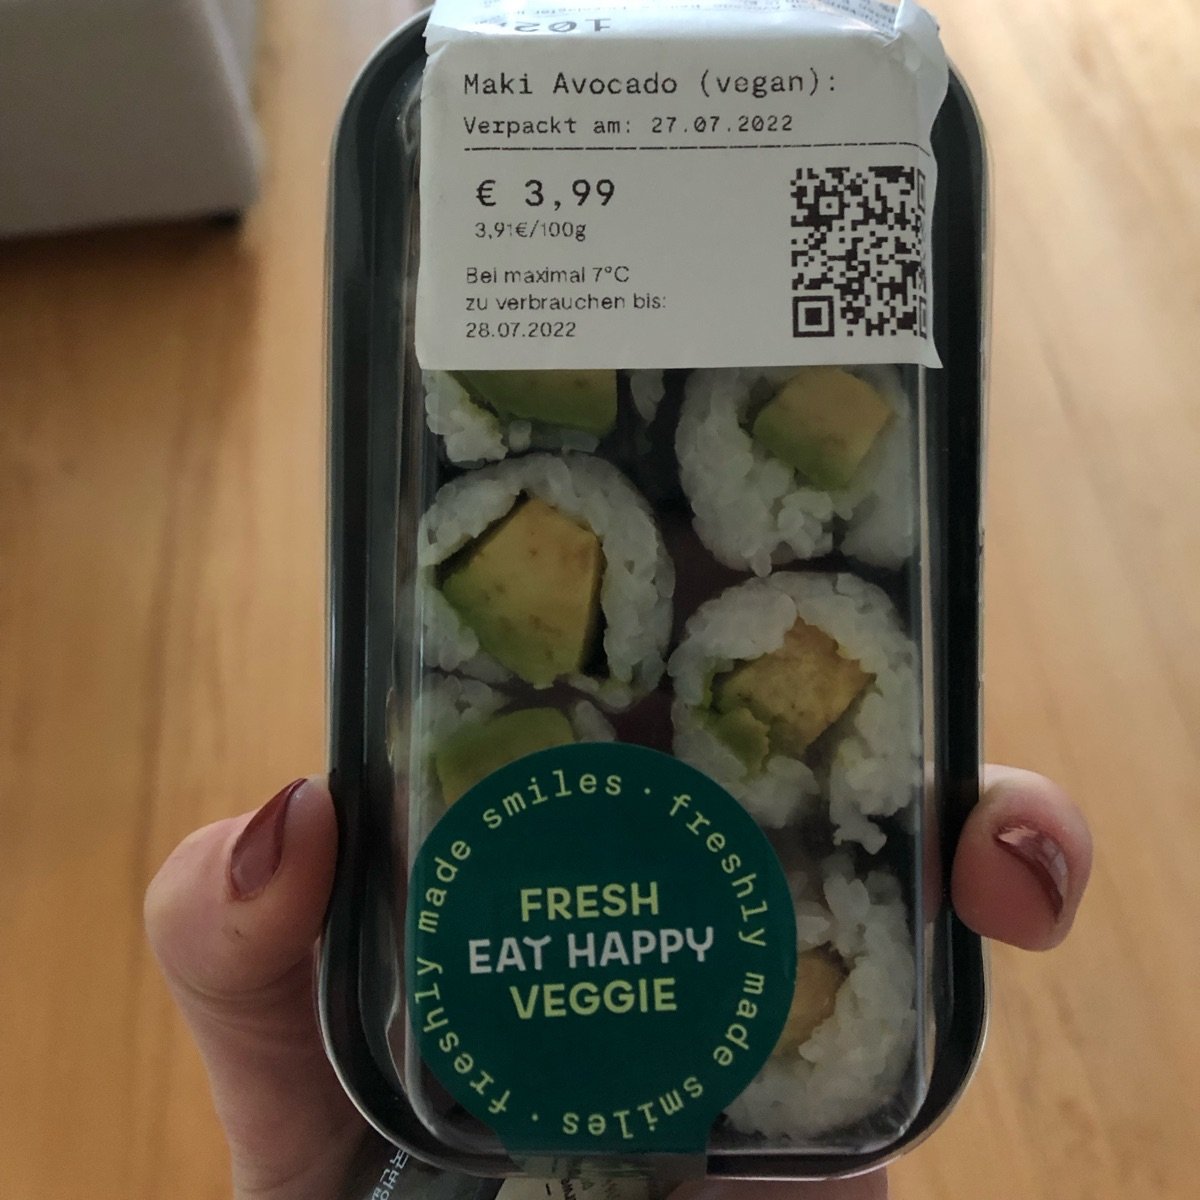 Maki Avocado (vegan):
Verpackt am: 27.07.2022
€ 3,99
3,91€/100g
Bei maximal 7°C
zu verbrauchen bis:
28.07.2022
freshly made smiles · freshly made smiles ·
FRESH
EAT HAPPY
VEGGIE